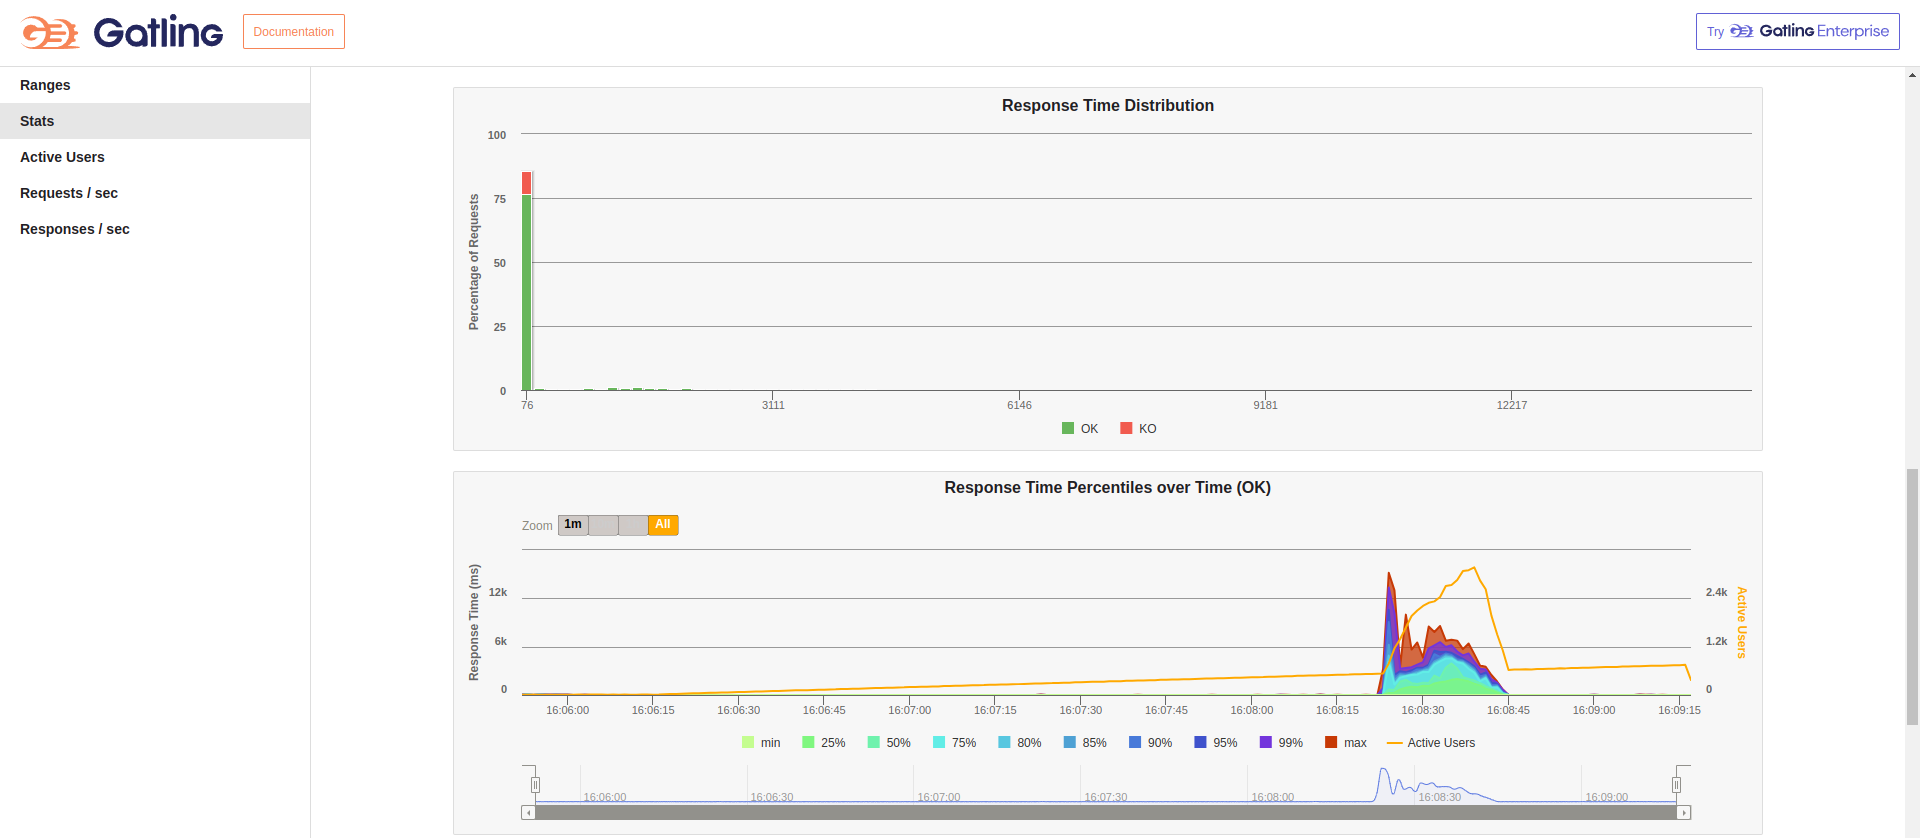 Gatling
Documentation
Try Gatling Enterprise
Ranges
Stats
Active Users
Requests / sec
Responses / sec
Response Time Distribution
Percentage of Requests
100
75
50
25
0
76 3111 6146 9181 12217
OK KO
Response Time Percentiles over Time (OK)
Zoom 1m All
Response Time (ms)
12k
6k
0
2.4k
1.2k
0
Active Users
16:06:00 16:06:15 16:06:30 16:06:45 16:07:00 16:07:15 16:07:30 16:07:45 16:08:00 16:08:15 16:08:30 16:08:45 16:09:00 16:09:15
min 25% 50% 75% 80% 85% 90% 95% 99% max Active Users
16:06:00 16:06:30 16:07:00 16:07:30 16:08:00 16:08:30 16:09:00